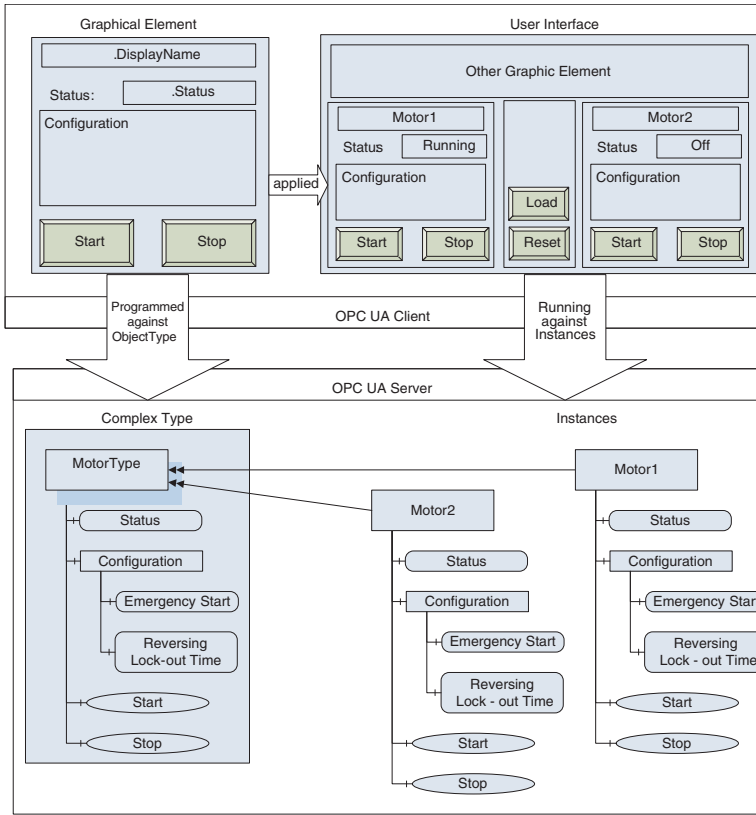 Graphical Element
.DisplayName
Status:
.Status
Configuration
Start
Stop
applied
User Interface
Other Graphic Element
Motor1
Status
Running
Configuration
Start
Stop
Load
Reset
Motor2
Status
Off
Configuration
Start
Stop
Programmed
against
ObjectType
OPC UA Client
Running
against
Instances
OPC UA Server
Complex Type
MotorType
Status
Configuration
Emergency Start
Reversing
Lock-out Time
Start
Stop
Instances
Motor2
Status
Configuration
Emergency Start
Reversing
Lock - out Time
Start
Stop
Motor1
Status
Configuration
Emergency Start
Reversing
Lock - out Time
Start
Stop